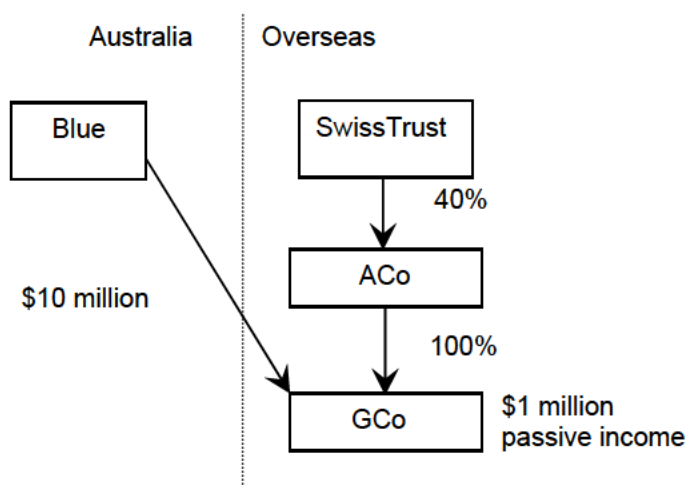 Australia
Overseas
Blue
SwissTrust
40%
ACo
$10 million
100%
GCo
$1 million
passive income